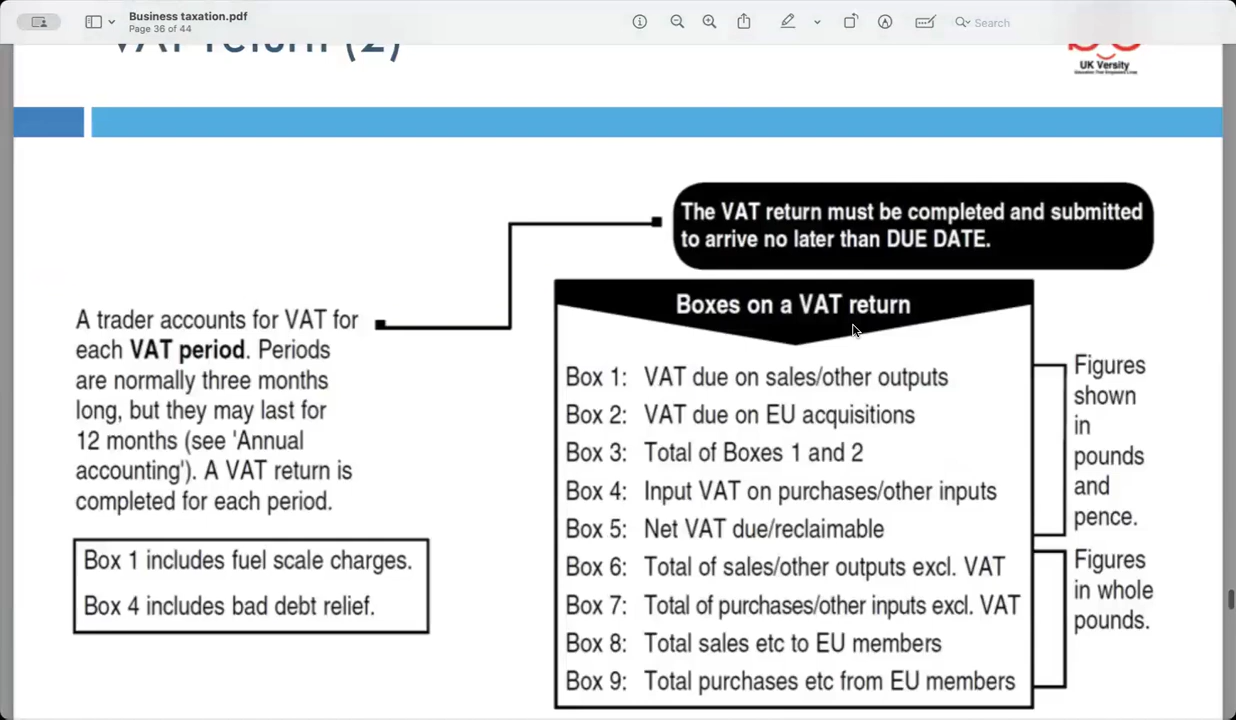 Business taxation.pdf
Page 36 of 44
Search
VAT return (2)
UK Versity
Education That Empowers Lives
The VAT return must be completed and submitted
to arrive no later than DUE DATE.
A trader accounts for VAT for
each VAT period. Periods
are normally three months
long, but they may last for
12 months (see 'Annual
accounting'). A VAT return is
completed for each period.
Box 1 includes fuel scale charges.
Box 4 includes bad debt relief.
Boxes on a VAT return
Box 1: VAT due on sales/other outputs
Box 2: VAT due on EU acquisitions
Box 3: Total of Boxes 1 and 2
Box 4: Input VAT on purchases/other inputs
Box 5: Net VAT due/reclaimable
Box 6: Total of sales/other outputs excl. VAT
Box 7: Total of purchases/other inputs excl. VAT
Box 8: Total sales etc to EU members
Box 9: Total purchases etc from EU members
Figures
shown
in
pounds
and
pence.
Figures
in whole
pounds.